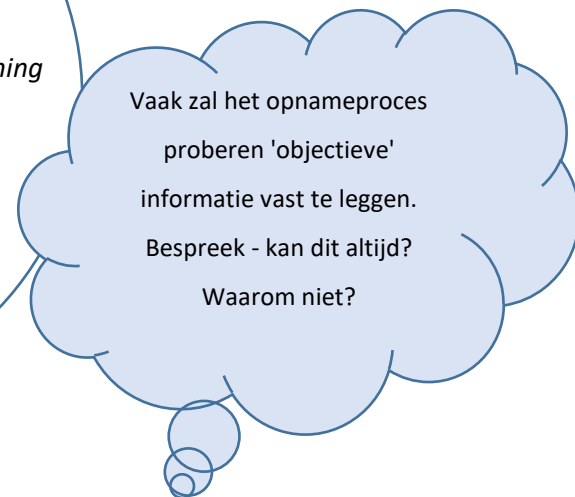 ning
Vaak zal het opnameproces
proberen 'objectieve'
informatie vast te leggen.
Bespreek - kan dit altijd?
Waarom niet?